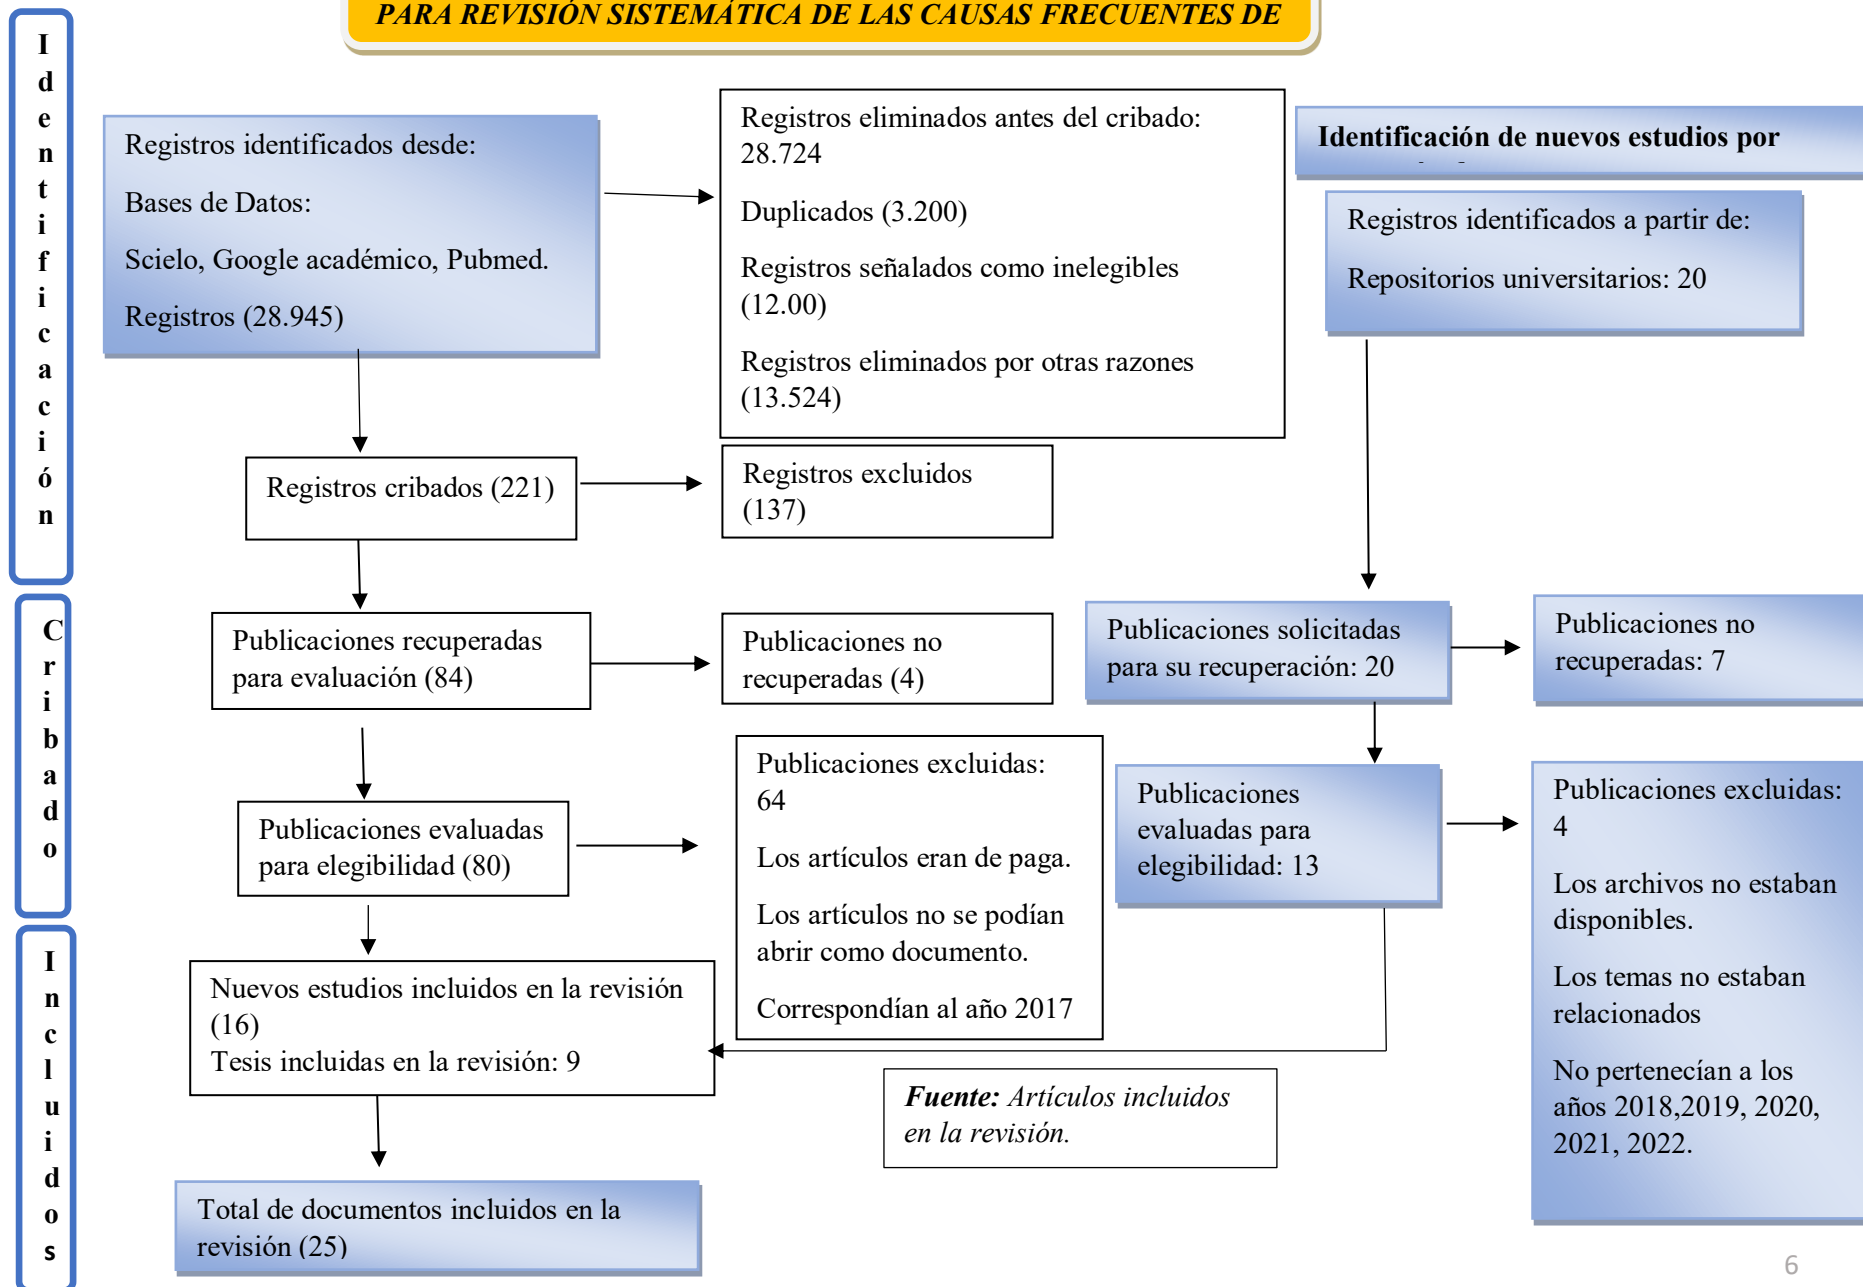 PARA REVISIÓN SISTEMÁTICA DE LAS CAUSAS FRECUENTES DE
Identificación
Registros identificados desde:
Bases de Datos:
Scielo, Google académico, Pubmed.
Registros (28.945)
Registros eliminados antes del cribado:
28.724
Duplicados (3.200)
Registros señalados como inelegibles
(12.00)
Registros eliminados por otras razones
(13.524)
Identificación de nuevos estudios por
Registros identificados a partir de:
Repositorios universitarios: 20
Registros cribados (221)
Registros excluidos
(137)
Cribado
Publicaciones recuperadas
para evaluación (84)
Publicaciones no
recuperadas (4)
Publicaciones solicitadas
para su recuperación: 20
Publicaciones no
recuperadas: 7
Publicaciones evaluadas
para elegibilidad (80)
Publicaciones excluidas:
64
Los artículos eran de paga.
Los artículos no se podían
abrir como documento.
Correspondían al año 2017
Publicaciones
evaluadas para
elegibilidad: 13
Publicaciones excluidas:
4
Los archivos no estaban
disponibles.
Los temas no estaban
relacionados
No pertenecían a los
años 2018,2019, 2020,
2021, 2022.
Incluidos
Nuevos estudios incluidos en la revisión
(16)
Tesis incluidas en la revisión: 9
Fuente: Artículos incluidos
en la revisión.
Total de documentos incluidos en la
revisión (25)
6